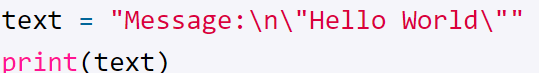 text = "Message:\n\"Hello World\""
print(text)